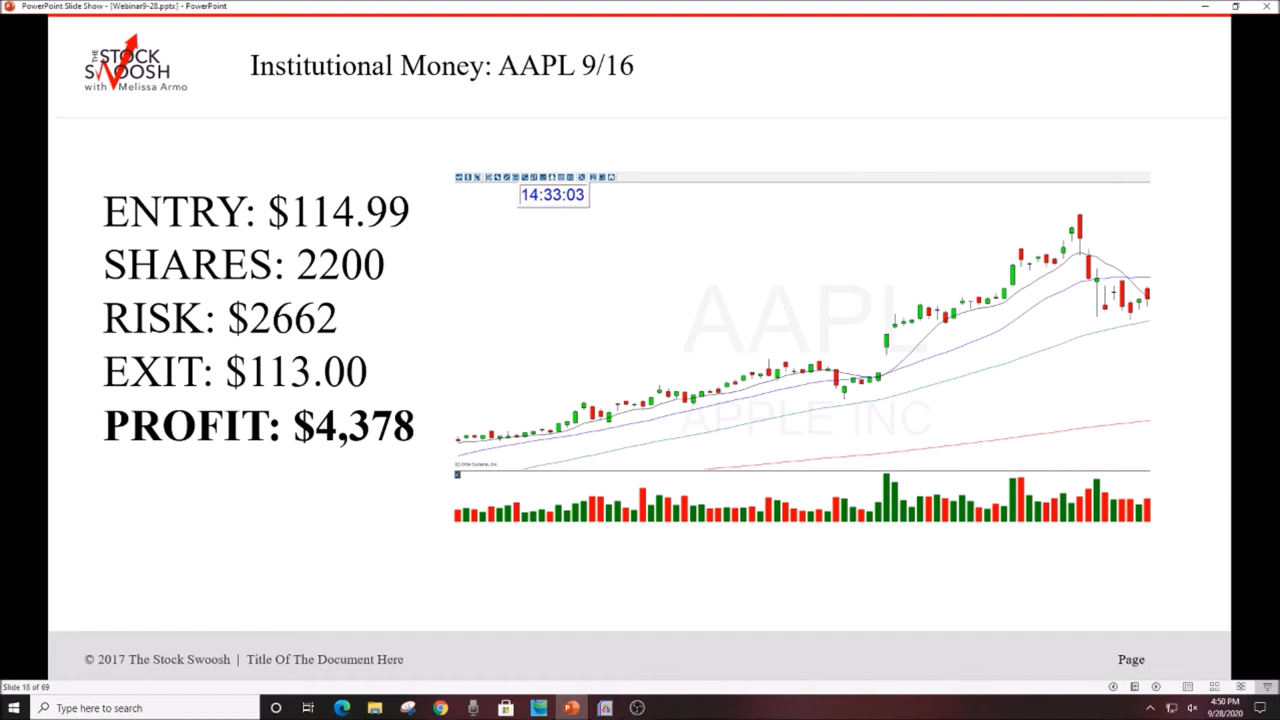 PowerPoint Slide Show - [Webinar9-28.pptx] - PowerPoint
THE STOCK
SWOOSH
with Melissa Armo
Institutional Money: AAPL 9/16
14:33:03
ENTRY: $114.99
SHARES: 2200
RISK: $2662
EXIT: $113.00
PROFIT: $4,378
AAPL
APPLE INC
© 2017 The Stock Swoosh | Title Of The Document Here
Page
Slide 18 of 69
Type here to search
4:50 PM
9/28/2020